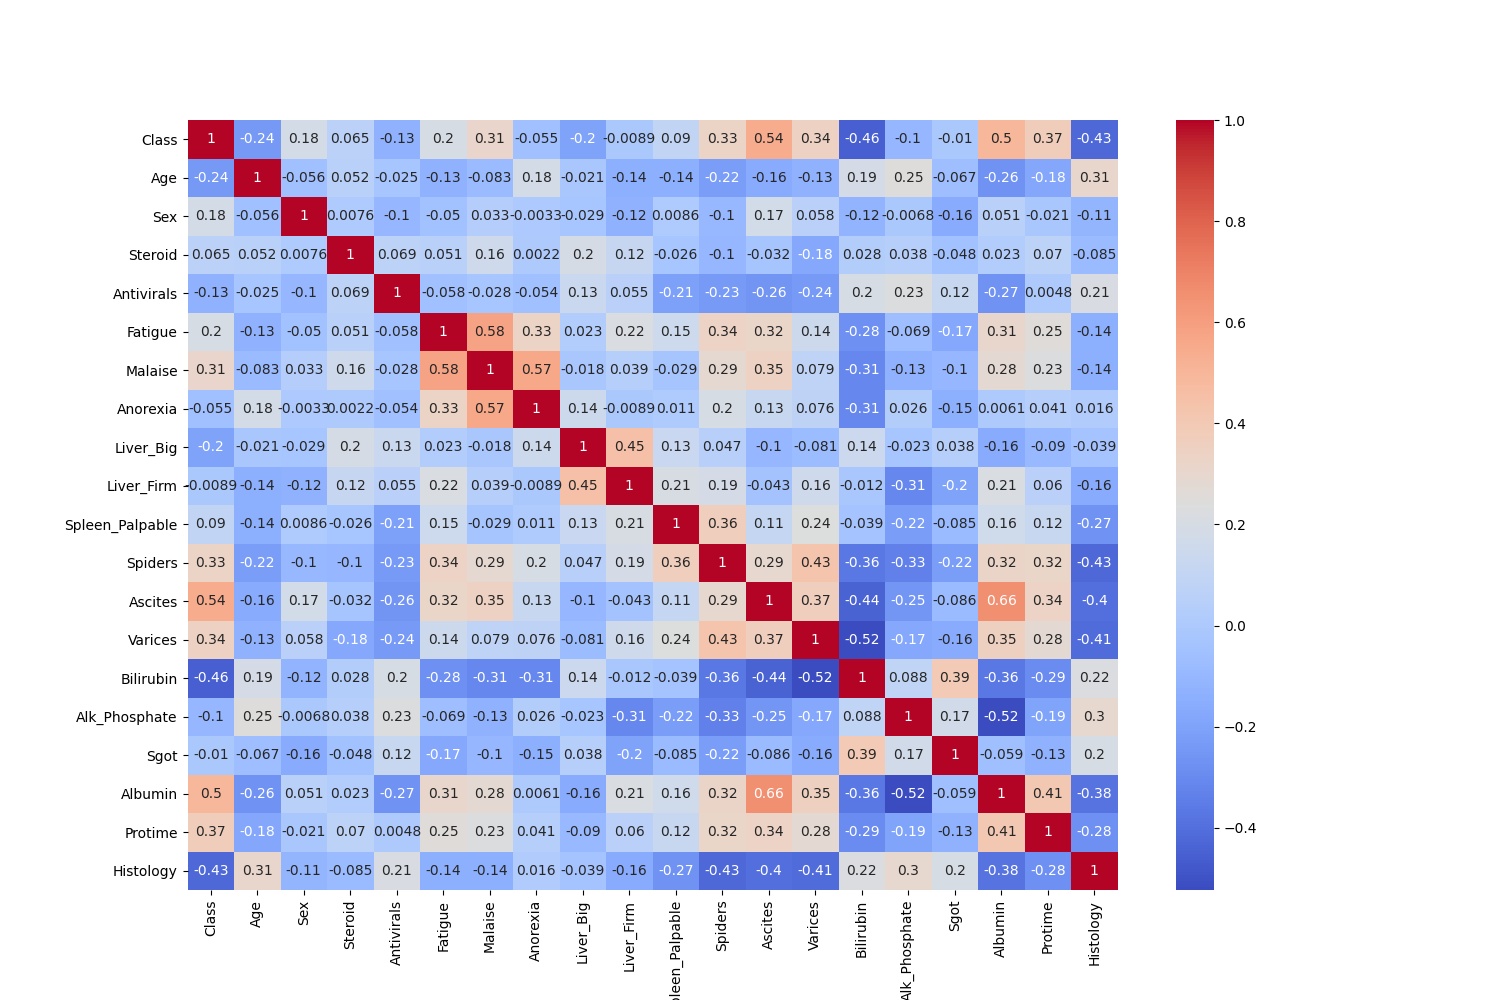 Class 1 -0.24 0.18 0.065 -0.13 0.2 0.31 -0.055 -0.2 -0.0089 0.09 0.33 0.54 0.34 -0.46 -0.1 -0.01 0.5 0.37 -0.43
Age -0.24 1 -0.056 0.052 -0.025 -0.13 -0.083 0.18 -0.021 -0.14 -0.14 -0.22 -0.16 -0.13 0.19 0.25 -0.067 -0.26 -0.18 0.31
Sex 0.18 -0.056 1 0.0076 -0.1 -0.05 0.033 -0.0033 -0.029 -0.12 0.0086 -0.1 0.17 0.058 -0.12 -0.0068 -0.16 0.051 -0.021 -0.11
Steroid 0.065 0.052 0.0076 1 0.069 0.051 0.16 0.0022 0.2 0.12 -0.026 -0.1 -0.032 -0.18 0.028 0.038 -0.048 0.023 0.07 -0.085
Antivirals -0.13 -0.025 -0.1 0.069 1 -0.058 -0.028 -0.054 0.13 0.055 -0.21 -0.23 -0.26 -0.24 0.2 0.23 0.12 -0.27 0.0048 0.21
Fatigue 0.2 -0.13 -0.05 0.051 -0.058 1 0.58 0.33 0.023 0.22 0.15 0.34 0.32 0.14 -0.28 -0.069 -0.17 0.31 0.25 -0.14
Malaise 0.31 -0.083 0.033 0.16 -0.028 0.58 1 0.57 -0.018 0.039 -0.029 0.29 0.35 0.079 -0.31 -0.13 -0.1 0.28 0.23 -0.14
Anorexia -0.055 0.18 -0.0033 0.0022 -0.054 0.33 0.57 1 0.14 -0.0089 0.011 0.2 0.13 0.076 -0.31 0.026 -0.15 0.0061 0.041 0.016
Liver_Big -0.2 -0.021 -0.029 0.2 0.13 0.023 -0.018 0.14 1 0.45 0.13 0.047 -0.1 -0.081 0.14 -0.023 0.038 -0.16 -0.09 -0.039
Liver_Firm -0.0089 -0.14 -0.12 0.12 0.055 0.22 0.039 -0.0089 0.45 1 0.21 0.19 -0.043 0.16 -0.012 -0.31 -0.2 0.21 0.06 -0.16
Spleen_Palpable 0.09 -0.14 0.0086 -0.026 -0.21 0.15 -0.029 0.011 0.13 0.21 1 0.36 0.11 0.24 -0.039 -0.22 -0.085 0.16 0.12 -0.27
Spiders 0.33 -0.22 -0.1 -0.1 -0.23 0.34 0.29 0.2 0.047 0.19 0.36 1 0.29 0.43 -0.36 -0.33 -0.22 0.32 0.32 -0.43
Ascites 0.54 -0.16 0.17 -0.032 -0.26 0.32 0.35 0.13 -0.1 -0.043 0.11 0.29 1 0.37 -0.44 -0.25 -0.086 0.66 0.34 -0.4
Varices 0.34 -0.13 0.058 -0.18 -0.24 0.14 0.079 0.076 -0.081 0.16 0.24 0.43 0.37 1 -0.52 -0.17 -0.16 0.35 0.28 -0.41
Bilirubin -0.46 0.19 -0.12 0.028 0.2 -0.28 -0.31 -0.31 0.14 -0.012 -0.039 -0.36 -0.44 -0.52 1 0.088 0.39 -0.36 -0.29 0.22
Alk_Phosphate -0.1 0.25 -0.0068 0.038 0.23 -0.069 -0.13 0.026 -0.023 -0.31 -0.22 -0.33 -0.25 -0.17 0.088 1 0.17 -0.52 -0.19 0.3
Sgot -0.01 -0.067 -0.16 -0.048 0.12 -0.17 -0.1 -0.15 0.038 -0.2 -0.085 -0.22 -0.086 -0.16 0.39 0.17 1 -0.059 -0.13 0.2
Albumin 0.5 -0.26 0.051 0.023 -0.27 0.31 0.28 0.0061 -0.16 0.21 0.16 0.32 0.66 0.35 -0.36 -0.52 -0.059 1 0.41 -0.38
Protime 0.37 -0.18 -0.021 0.07 0.0048 0.25 0.23 0.041 -0.09 0.06 0.12 0.32 0.34 0.28 -0.29 -0.19 -0.13 0.41 1 -0.28
Histology -0.43 0.31 -0.11 -0.085 0.21 -0.14 -0.14 0.016 -0.039 -0.16 -0.27 -0.43 -0.4 -0.41 0.22 0.3 0.2 -0.38 -0.28 1
Class
Age
Sex
Steroid
Antivirals
Fatigue
Malaise
Anorexia
Liver_Big
Liver_Firm
pleen_Palpable
Spiders
Ascites
Varices
Bilirubin
Alk_Phosphate
Sgot
Albumin
Protime
Histology
1.0
0.8
0.6
0.4
0.2
0.0
−0.2
−0.4